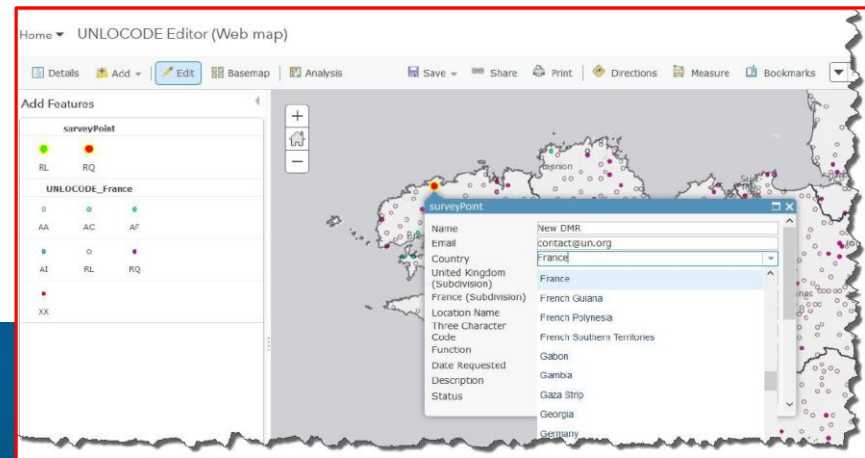 Home UNLOCODE Editor (Web map)
Details Add Edit Basemap Analysis Save Share Print Directions Measure Bookmarks
Add Features
surveyPoint
RL RQ
UNLOCODE_France
AA AC AF
AI RL RQ
XX
+
−
surveyPoint
Name New DMR
Email contact@un.org
Country France
United Kingdom
(Subdivision)
France (Subdivision)
Location Name
Three Character
Code
Function
Date Requested
Description
Status
France
French Guiana
French Polynesia
French Southern Territories
Gabon
Gambia
Gaza Strip
Georgia
Germany